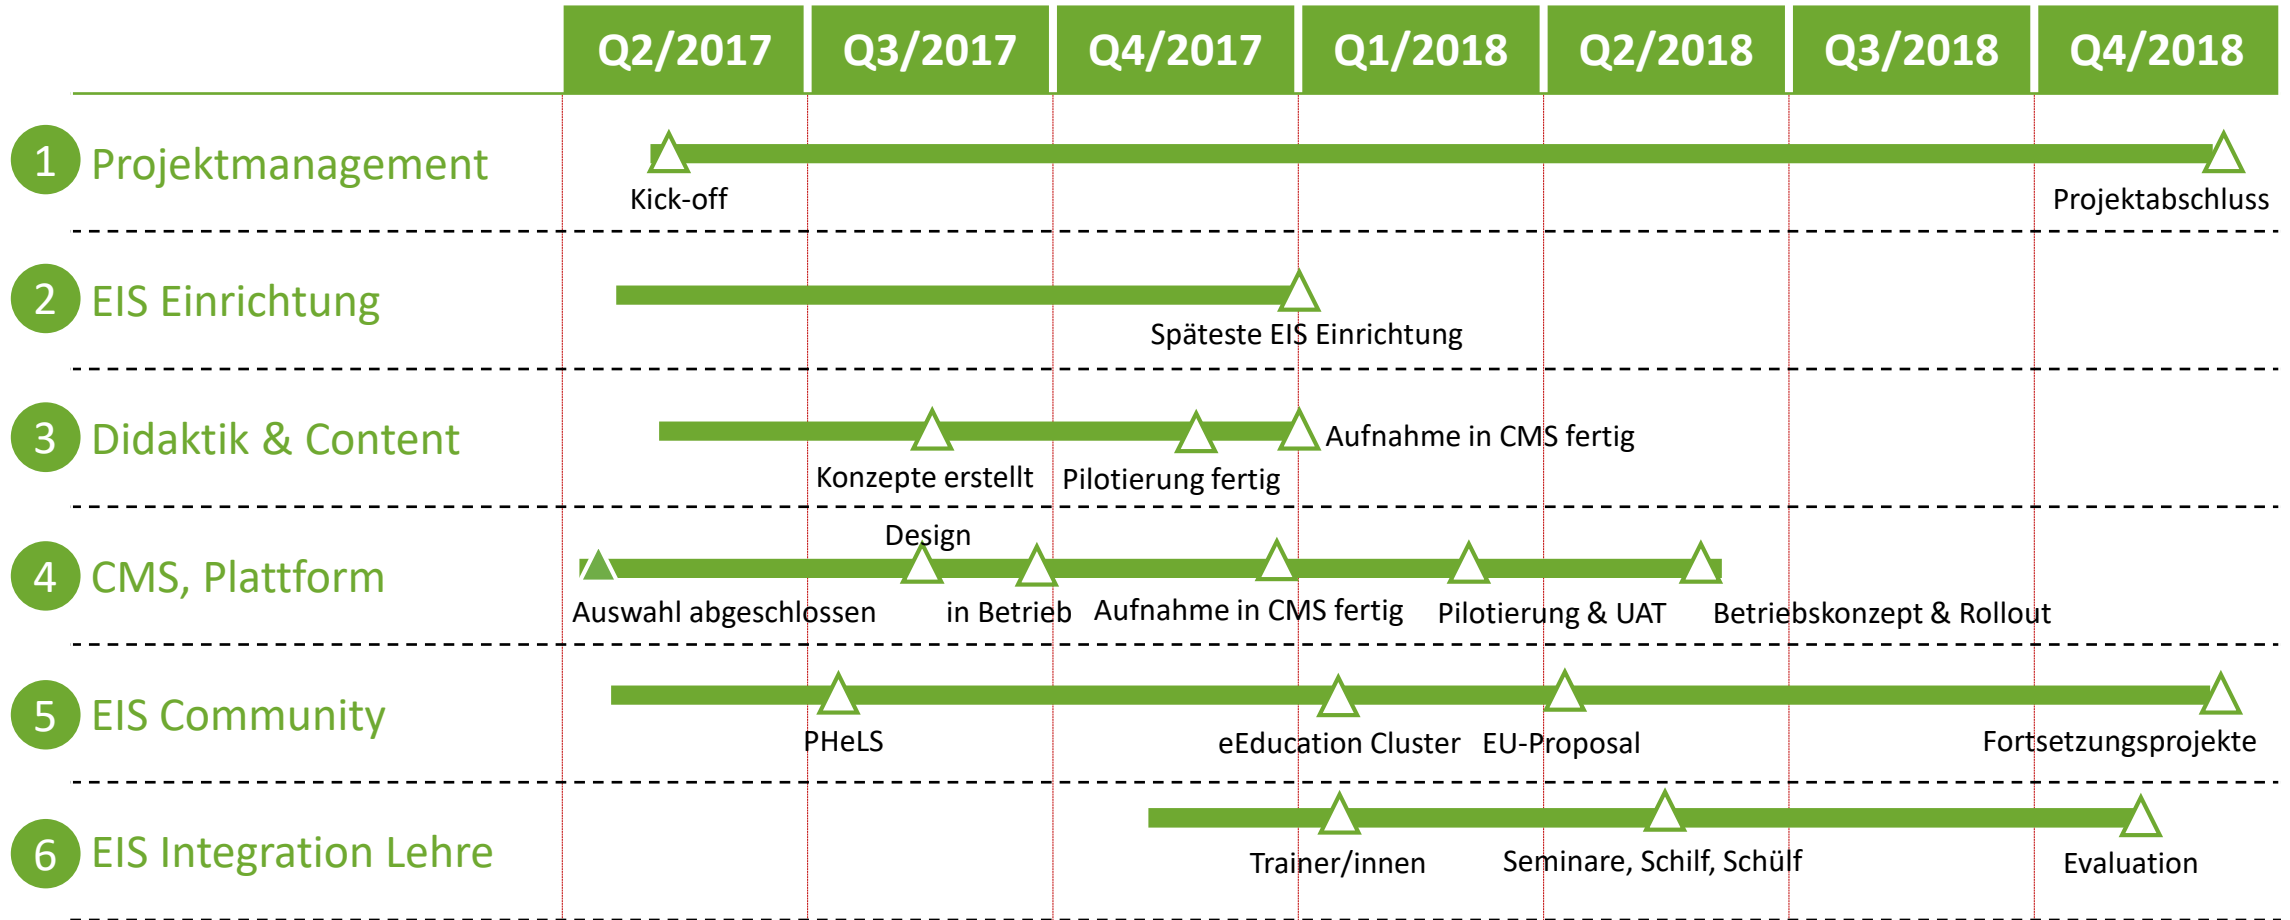 Q2/2017 Q3/2017 Q4/2017 Q1/2018 Q2/2018 Q3/2018 Q4/2018
1 Projektmanagement
Kick-off Projektabschluss
2 EIS Einrichtung
Späteste EIS Einrichtung
3 Didaktik & Content
Aufnahme in CMS fertig
Konzepte erstellt Pilotierung fertig
Design
4 CMS, Plattform
Auswahl abgeschlossen in Betrieb Aufnahme in CMS fertig Pilotierung & UAT Betriebskonzept & Rollout
5 EIS Community
PHeLS eEducation Cluster EU-Proposal Fortsetzungsprojekte
6 EIS Integration Lehre
Trainer/innen Seminare, Schilf, Schülf Evaluation